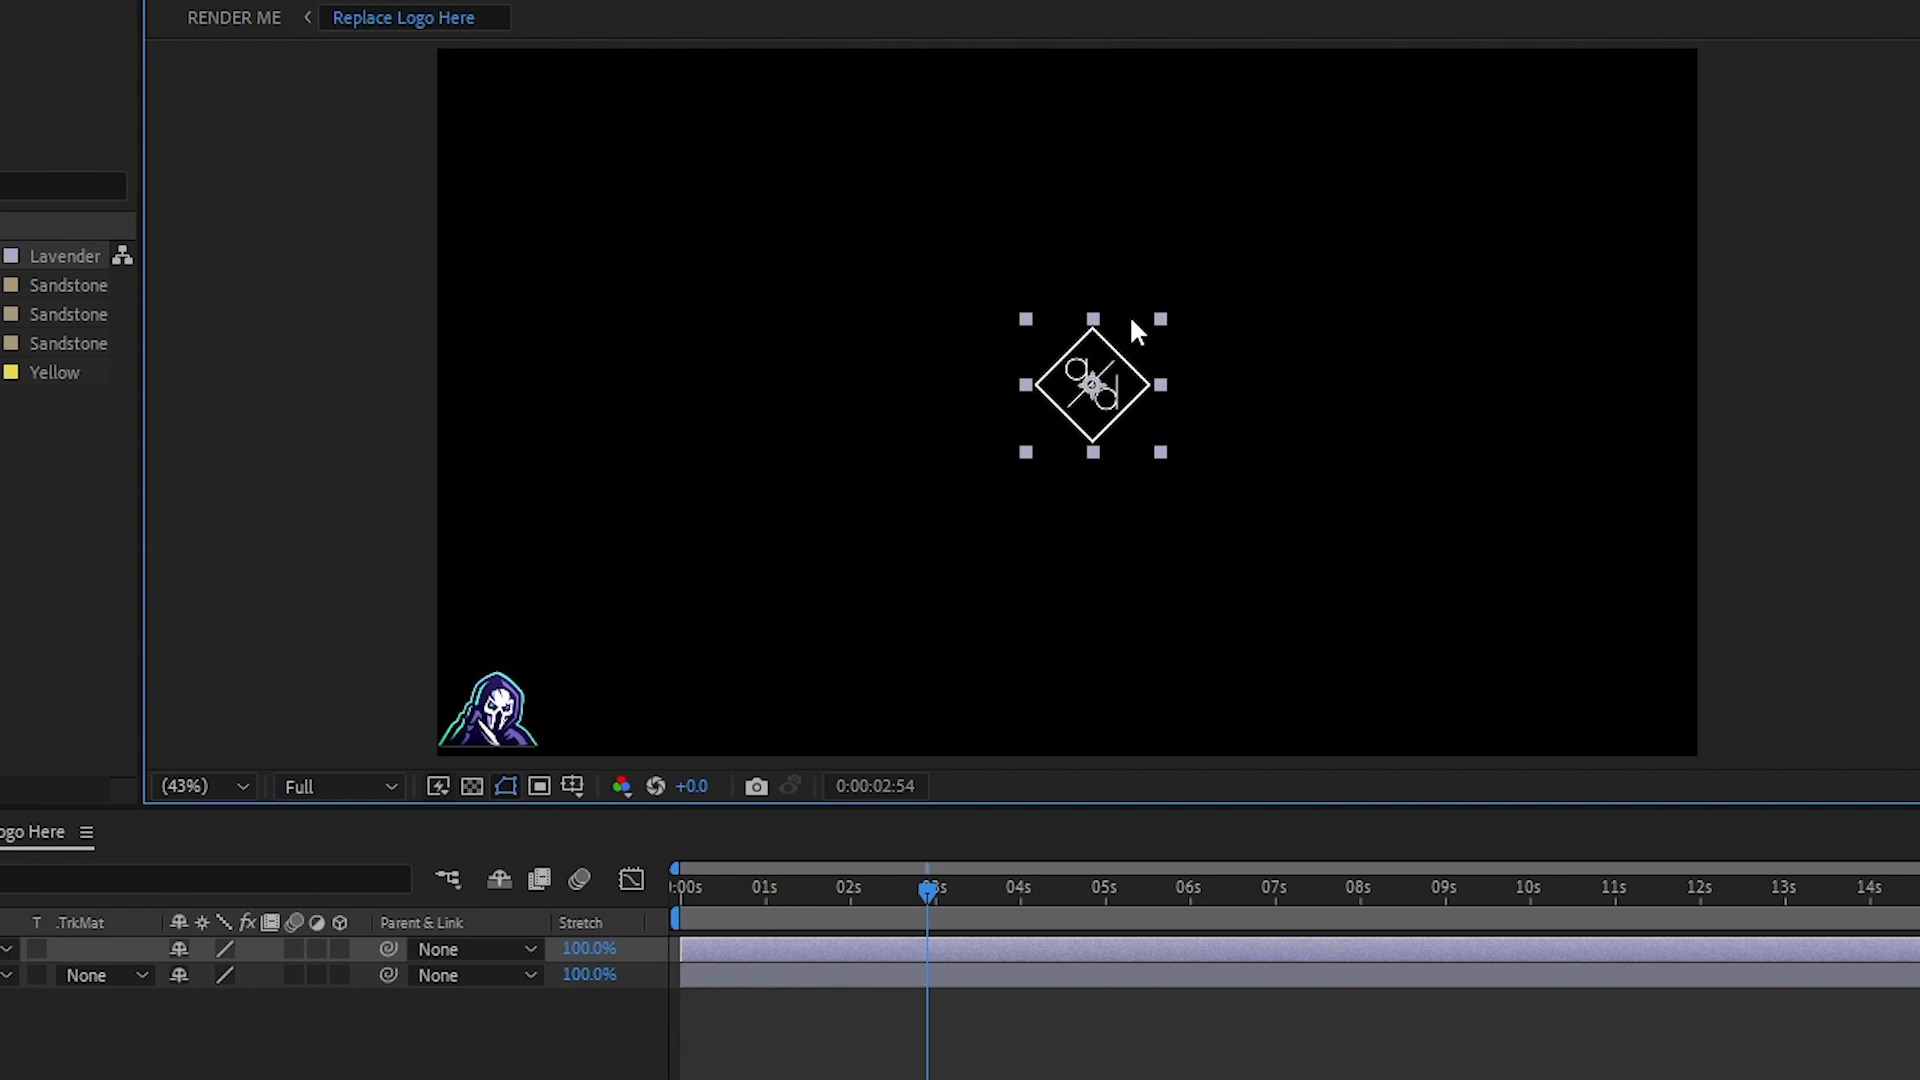 RENDER ME
Replace Logo Here
Lavender
Sandstone
Sandstone
Sandstone
Yellow
a
d
(43%)
Full
+0.0
0:00:02:54
ogo Here
:00s 01s 02s 03s 04s 05s 06s 07s 08s 09s 10s 11s 12s 13s 14s
T .TrkMat fx Parent & Link Stretch
None 100.0%
None None 100.0%